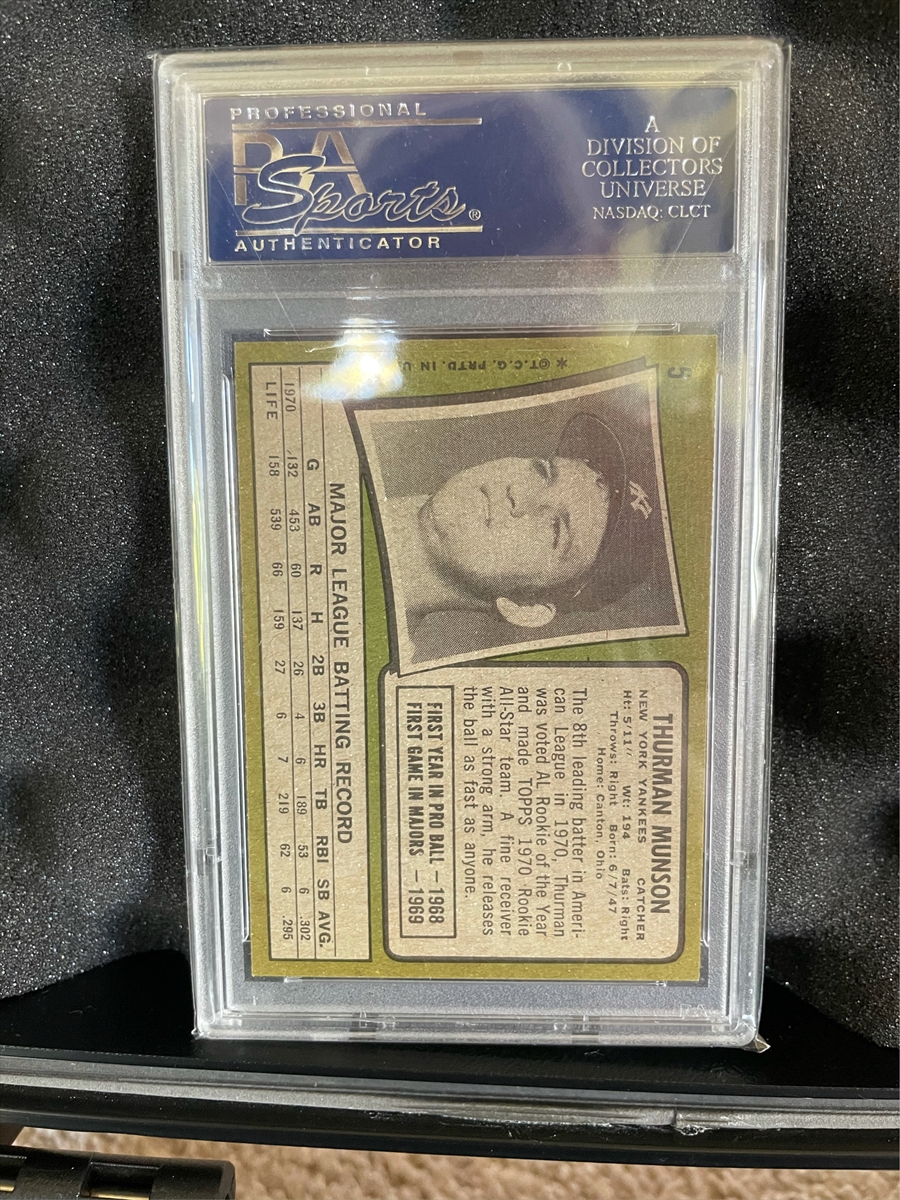 PROFESSIONAL
PSA
Sports®
AUTHENTICATOR
A
DIVISION OF
COLLECTORS
UNIVERSE
NASDAQ: CLCT
5
*©T.C.G. PRTD. IN U
THURMAN MUNSON
NEW YORK YANKEES CATCHER
Ht: 5'11" Wt: 194 Bats: Right
Throws: Right Born: 6/7/47
Home: Canton, Ohio
The 8th leading batter in Ameri-
can League in 1970, Thurman
was voted AL Rookie of the Year
and made TOPPS 1970 Rookie
All-Star team. A fine receiver
with a strong arm, he releases
the ball as fast as anyone.
FIRST YEAR IN PRO BALL — 1968
FIRST GAME IN MAJORS — 1969
MAJOR LEAGUE BATTING RECORD
G AB R H 2B 3B HR TB RBI SB AVG.
1970 132 453 60 137 26 4 6 189 53 6 .302
LIFE 158 539 66 159 27 6 7 219 62 6 .295